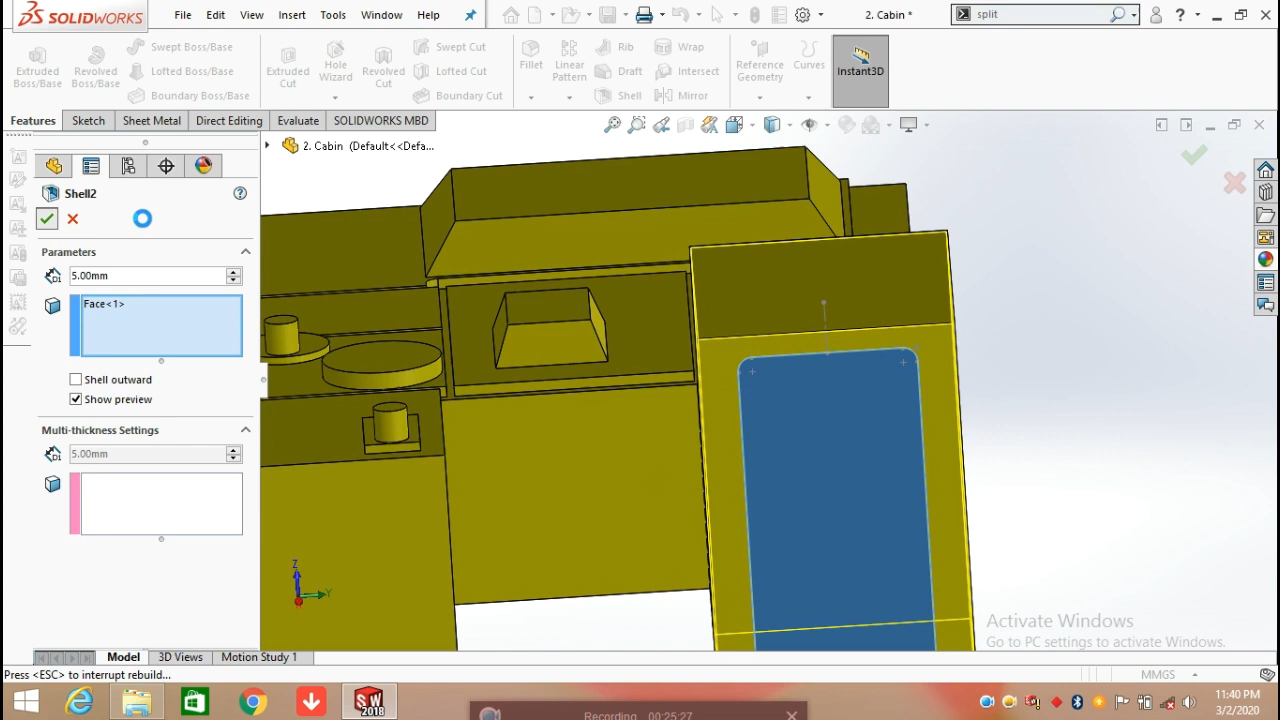 SOLIDWORKS
File Edit View Insert Tools Window Help
2. Cabin *
split
Extruded Boss/Base
Revolved Boss/Base
Swept Boss/Base
Lofted Boss/Base
Boundary Boss/Base
Extruded Cut
Hole Wizard
Revolved Cut
Swept Cut
Lofted Cut
Boundary Cut
Fillet
Linear Pattern
Rib
Draft
Shell
Wrap
Intersect
Mirror
Reference Geometry
Curves
Instant3D
Features Sketch Sheet Metal Direct Editing Evaluate SOLIDWORKS MBD
2. Cabin (Default<<Defa...
Shell2
Parameters
5.00mm
Face<1>
Shell outward
Show preview
Multi-thickness Settings
5.00mm
Z
Y
Activate Windows
Go to PC settings to activate Windows.
Model 3D Views Motion Study 1
Press <ESC> to interrupt rebuild...
MMGS
SW
2018
Recording 00:25:27
11:40 PM
3/2/2020